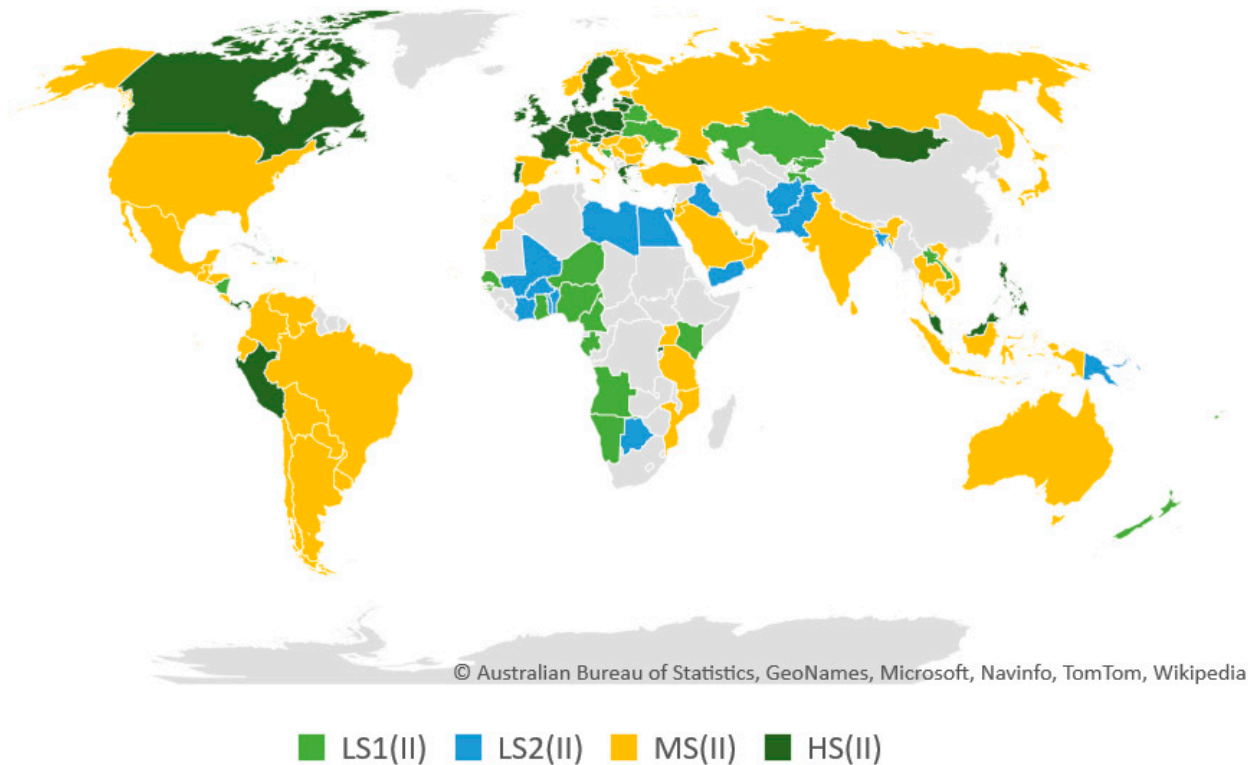 © Australian Bureau of Statistics, GeoNames, Microsoft, Navinfo, TomTom, Wikipedia
LS1(II) LS2(II) MS(II) HS(II)